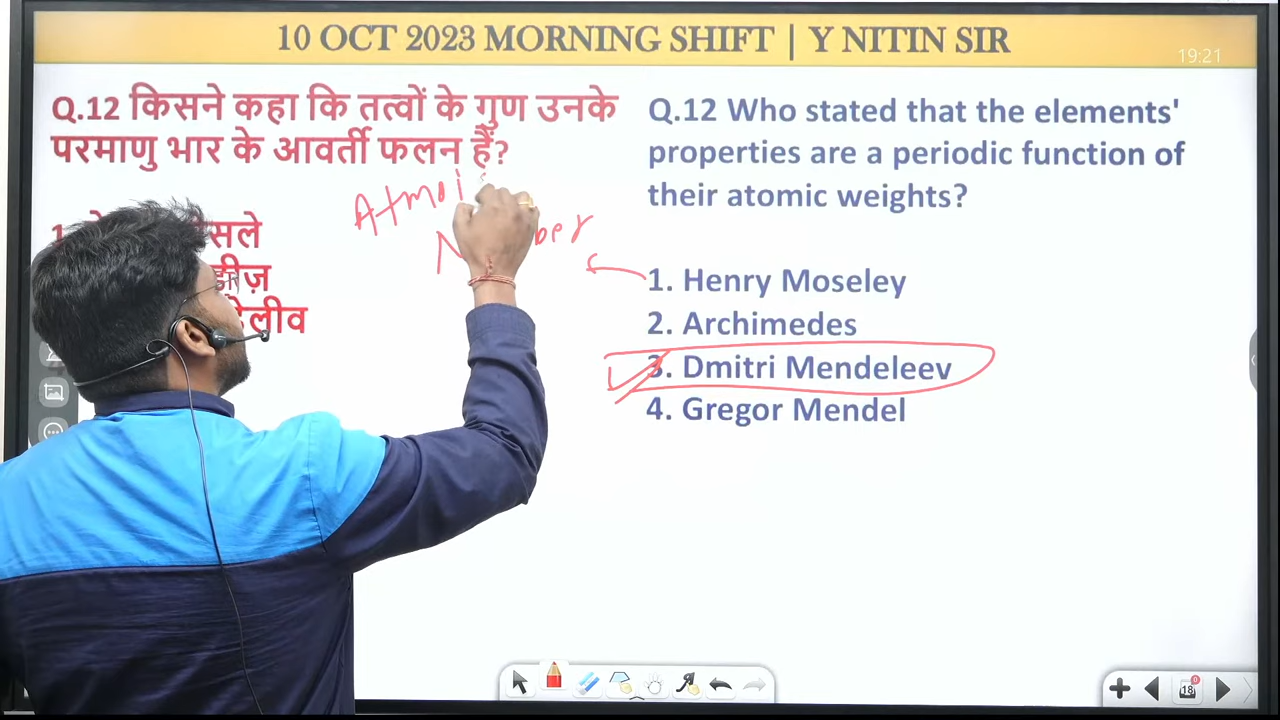 10 OCT 2023 MORNING SHIFT | Y NITIN SIR
19:21
Q.12 किसने कहा कि तत्वों के गुण उनके
परमाणु भार के आवर्ती फलन हैं?
Q.12 Who stated that the elements'
properties are a periodic function of
their atomic weights?
1. Henry Moseley
2. Archimedes
3. Dmitri Mendeleev
4. Gregor Mendel
18